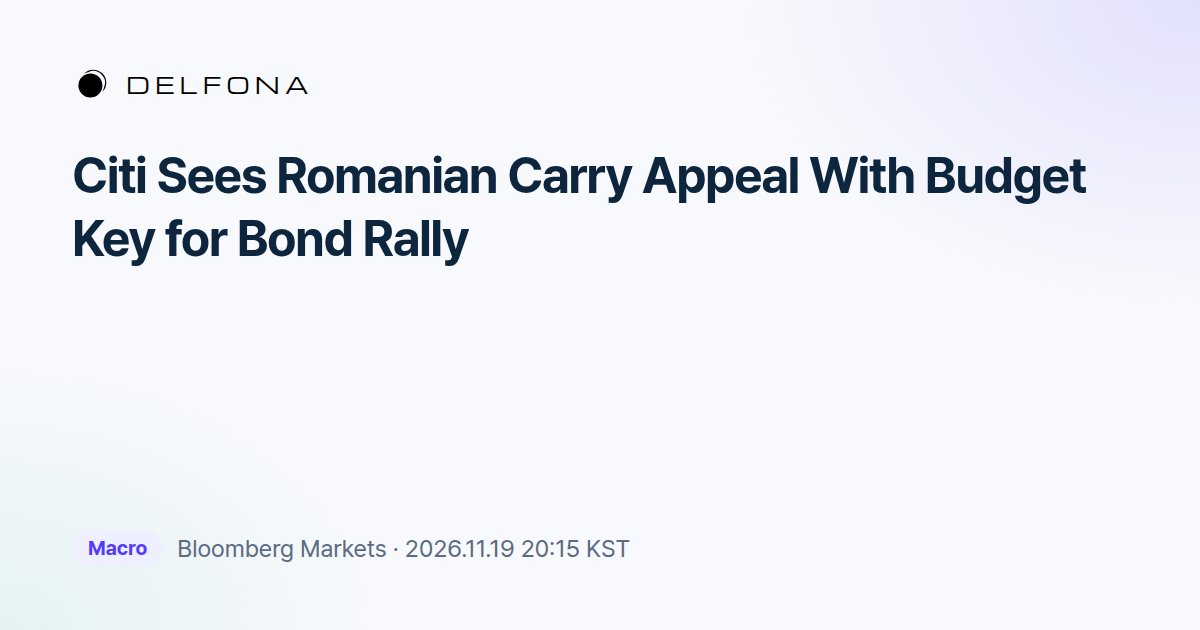 DELFONA
Citi Sees Romanian Carry Appeal With Budget
Key for Bond Rally
Macro Bloomberg Markets · 2026.11.19 20:15 KST